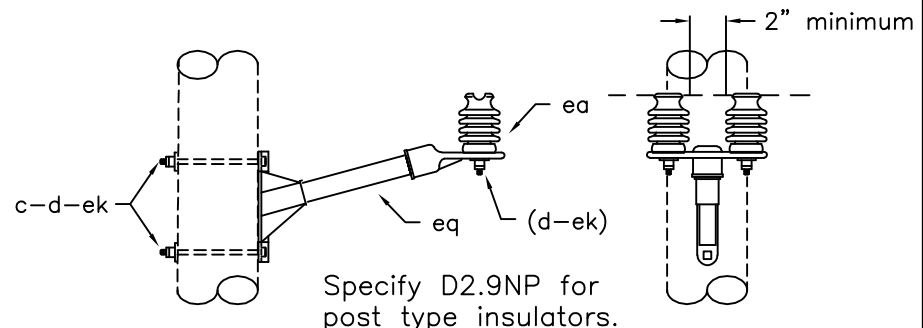 2” minimum
ea
c-d-ek
eq
(d-ek)
Specify D2.9NP for
post type insulators.